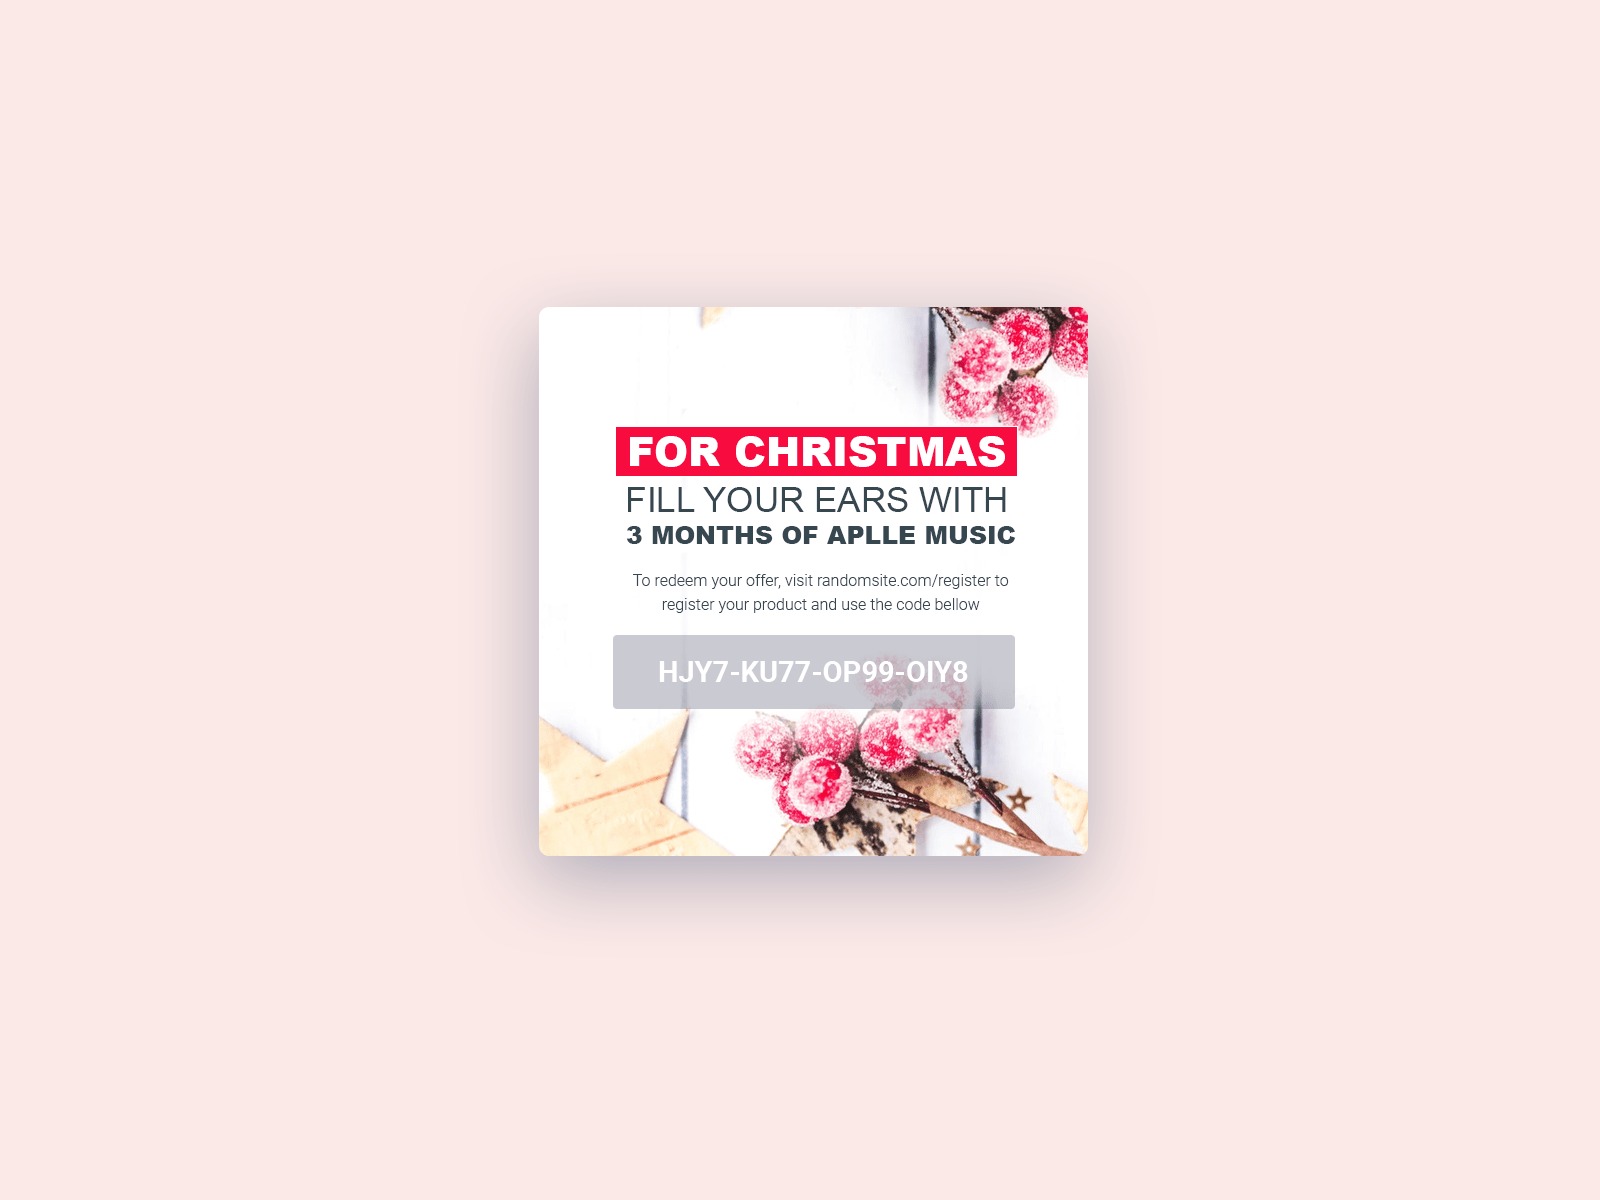 FOR CHRISTMAS
FILL YOUR EARS WITH
3 MONTHS OF APLLE MUSIC
To redeem your offer, visit randomsite.com/register to
register your product and use the code bellow
HJY7-KU77-OP99-OIY8